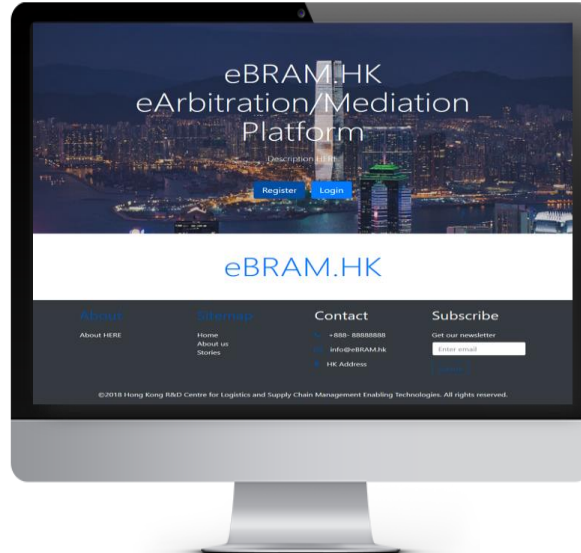 eBRAM.HK
eArbitration/Mediation
Platform
Register
Login
eBRAM.HK
About
Sitemap
Contact
Subscribe
About HERE
Home
About us
Stories
+888- 88888888
info@eBRAM.hk
HK Address
Get our newsletter
Enter email
©2018 Hong Kong R&D Centre for Logistics and Supply Chain Management Enabling Technologies. All rights reserved.